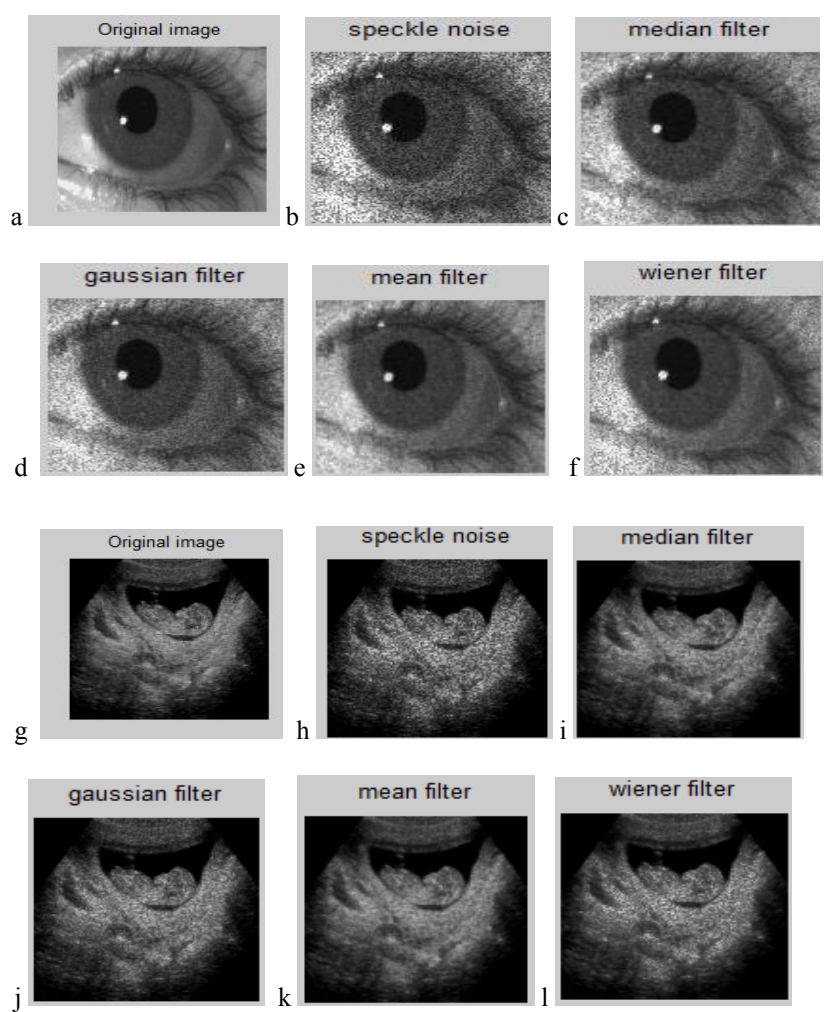 Original image
speckle noise
median filter
a
b
c
gaussian filter
mean filter
wiener filter
d
e
f
Original image
speckle noise
median filter
g
h
i
gaussian filter
mean filter
wiener filter
j
k
l